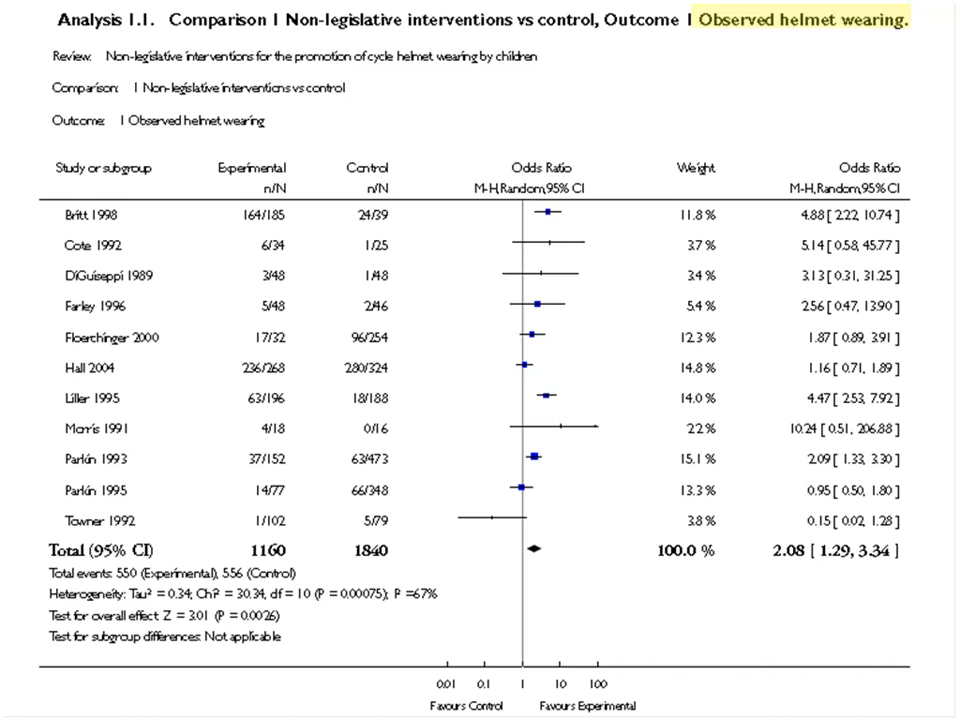 Analysis 1.1. Comparison 1 Non-legislative interventions vs control, Outcome 1 Observed helmet wearing.
Review: Non-legislative interventions for the promotion of cycle helmet wearing by children
Comparison: 1 Non-legislative interventions vs control
Outcome: 1 Observed helmet wearing
Study or subgroup Experimental Control Odds Ratio Weight Odds Ratio
n/N n/N M-H,Random,95% CI M-H,Random,95% CI
Britt 1998 164/185 24/39 11.8 % 4.88 [ 2.22, 10.74 ]
Cote 1992 6/34 1/25 3.7 % 5.14 [ 0.58, 45.77 ]
DiGuiseppi 1989 3/48 1/48 3.4 % 3.13 [ 0.31, 31.25 ]
Farley 1996 5/48 2/46 5.4 % 2.56 [ 0.47, 13.90 ]
Floerchinger 2000 17/32 96/254 12.3 % 1.87 [ 0.89, 3.91 ]
Hall 2004 236/268 280/324 14.8 % 1.16 [ 0.71, 1.89 ]
Liller 1995 63/196 18/188 14.0 % 4.47 [ 2.53, 7.92 ]
Morris 1991 4/18 0/16 2.2 % 10.24 [ 0.51, 206.88 ]
Parkin 1993 37/152 63/473 15.1 % 2.09 [ 1.33, 3.30 ]
Parkin 1995 14/77 66/348 13.3 % 0.95 [ 0.50, 1.80 ]
Towner 1992 1/102 5/79 3.8 % 0.15 [ 0.02, 1.28 ]
Total (95% CI) 1160 1840 100.0 % 2.08 [ 1.29, 3.34 ]
Total events: 550 (Experimental), 556 (Control)
Heterogeneity: Tau² = 0.34; Chi² = 30.34, df = 10 (P = 0.00075); I² =67%
Test for overall effect: Z = 3.01 (P = 0.0026)
Test for subgroup differences: Not applicable
0.01 0.1 1 10 100
Favours Control Favours Experimental